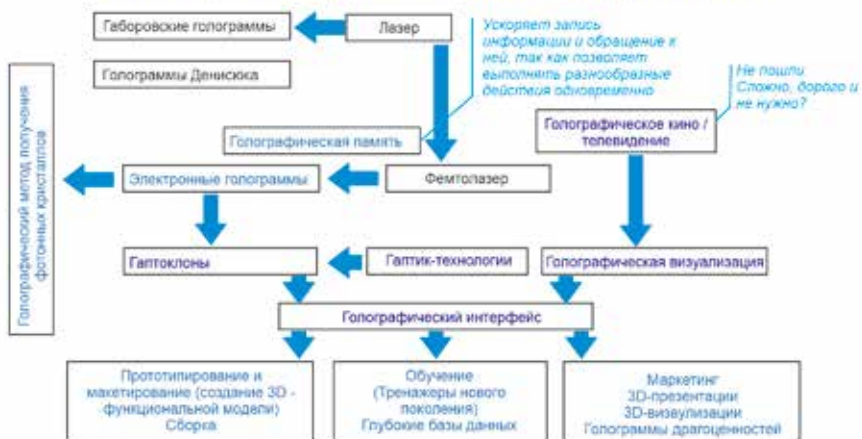 Габоровские голограммы
Лазер
Ускоряет запись
информации и обращение к
ней, так как позволяет
выполнять разнообразные
действия одновременно
Голограммы Денисюка
Не пошли
Сложно, дорого и
не нужно?
Голографическая память
Голографическое кино /
телевидение
Голографический метод получения
фотонных кристаллов
Электронные голограммы
Фемтолазер
Гаптоклоны
Гаптик-технологии
Голографическая визуализация
Голографический интерфейс
Прототипирование и
макетирование (создание 3D -
функциональной модели)
Сборка
Обучение
(Тренажеры нового
поколения)
Глубокие базы данных
Маркетинг
3D-презентации
3D-визуализации
Голограммы драгоценностей